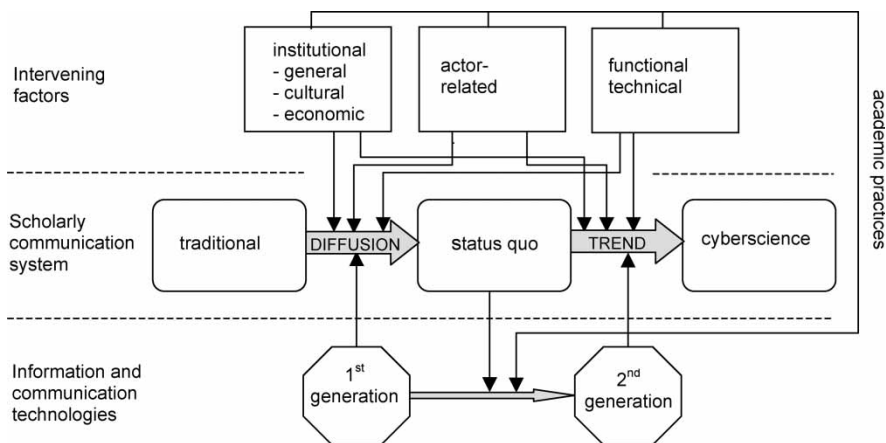 Intervening
factors
institutional
- general
- cultural
- economic
actor-
related
functional
technical
academic practices
Scholarly
communication
system
traditional
DIFFUSION
status quo
TREND
cyberscience
Information and
communication
technologies
1st
generation
2nd
generation